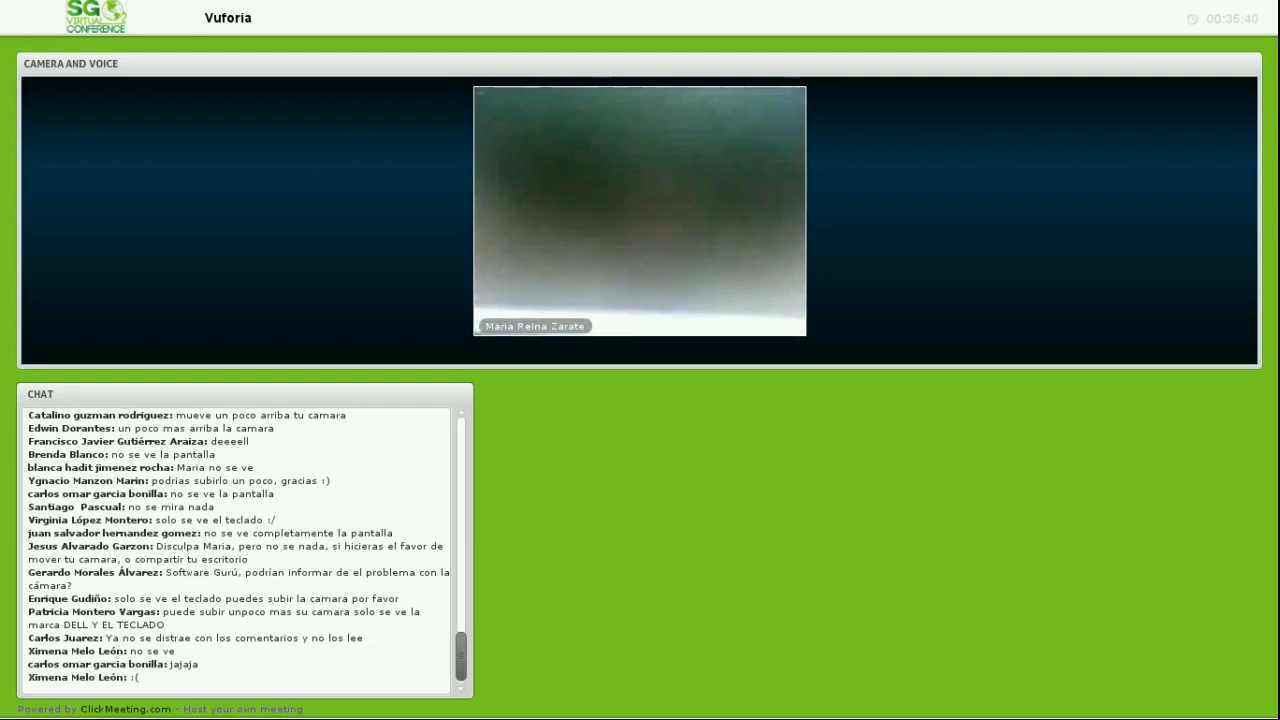 SG
VIRTUAL
CONFERENCE
Vuforia
00:35:40
CAMERA AND VOICE
Maria Reina Zarate
CHAT
Catalino guzman rodriguez: mueve un poco arriba tu camara
Edwin Dorantes: un poco mas arriba la camara
Francisco Javier Gutiérrez Araiza: deeeell
Brenda Blanco: no se ve la pantalla
blanca hadit jimenez rocha: Maria no se ve
Ygnacio Manzon Marin: podrias subirlo un poco, gracias :)
carlos omar garcia bonilla: no se ve la pantalla
Santiago Pascual: no se mira nada
Virginia López Montero: solo se ve el teclado :/
juan salvador hernandez gomez: no se ve completamente la pantalla
Jesus Alvarado Garzon: Disculpa Maria, pero no se nada, si hicieras el favor de
mover tu camara, o compartir tu escritorio
Gerardo Morales Álvarez: Software Gurú, podrían informar de el problema con la
cámara?
Enrique Gudiño: solo se ve el teclado puedes subir la camara por favor
Patricia Montero Vargas: puede subir unpoco mas su camara solo se ve la
marca DELL Y EL TECLADO
Carlos Juarez: Ya no se distrae con los comentarios y no los lee
Ximena Melo León: no se ve
carlos omar garcia bonilla: jajaja
Ximena Melo León: :(
Powered by ClickMeeting.com - Host your own meeting